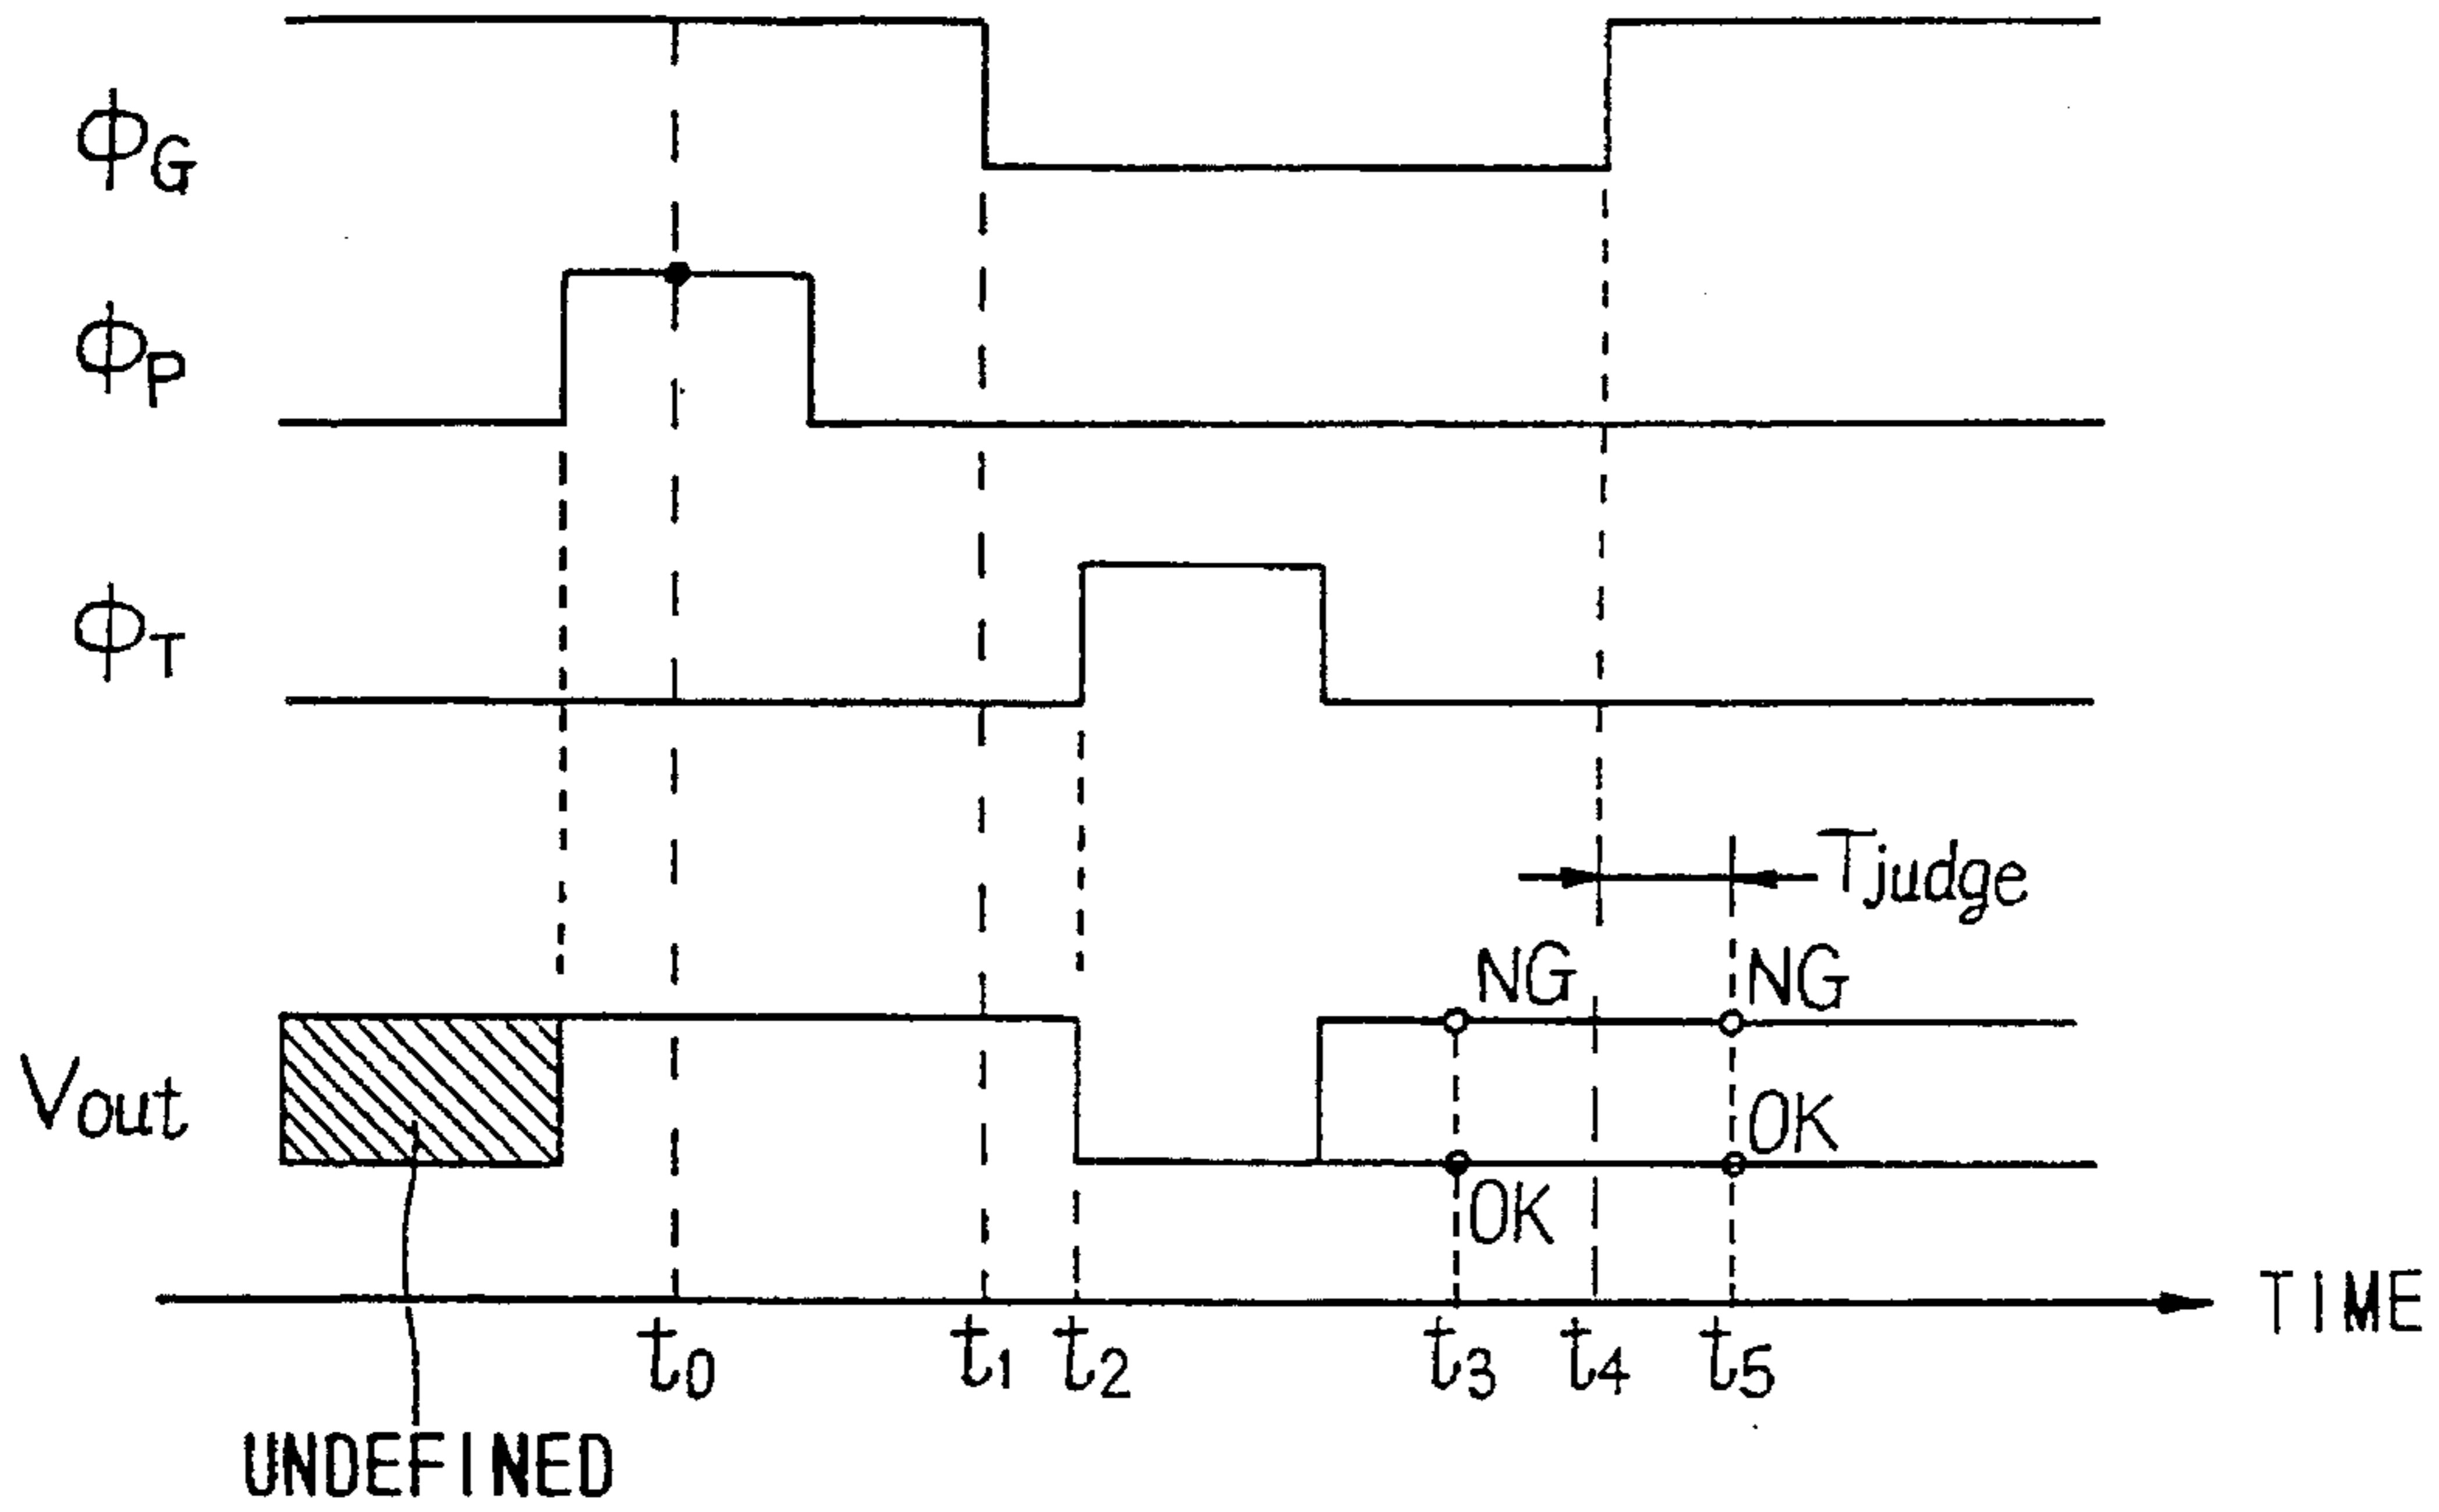 ϕG
ϕP
ϕT
Tjudge
NG NG
Vout
OK
OK
TIME
t0 t1 t2 t3 t4 t5
UNDEFINED